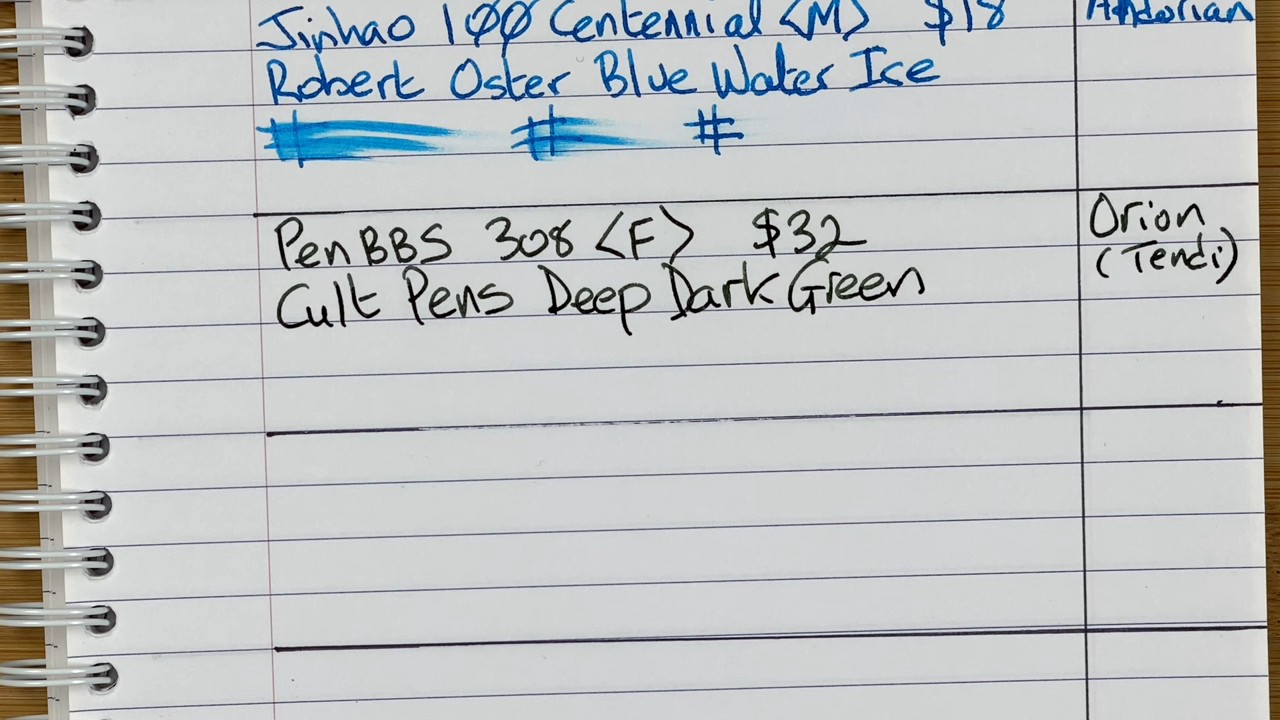 Jinhao 100 Centennial <M> $18 Andorian
Robert Oster Blue Water Ice
# # #
PenBBS 308 <F> $32 Orion
(Tendi)
Cult Pens Deep Dark Green